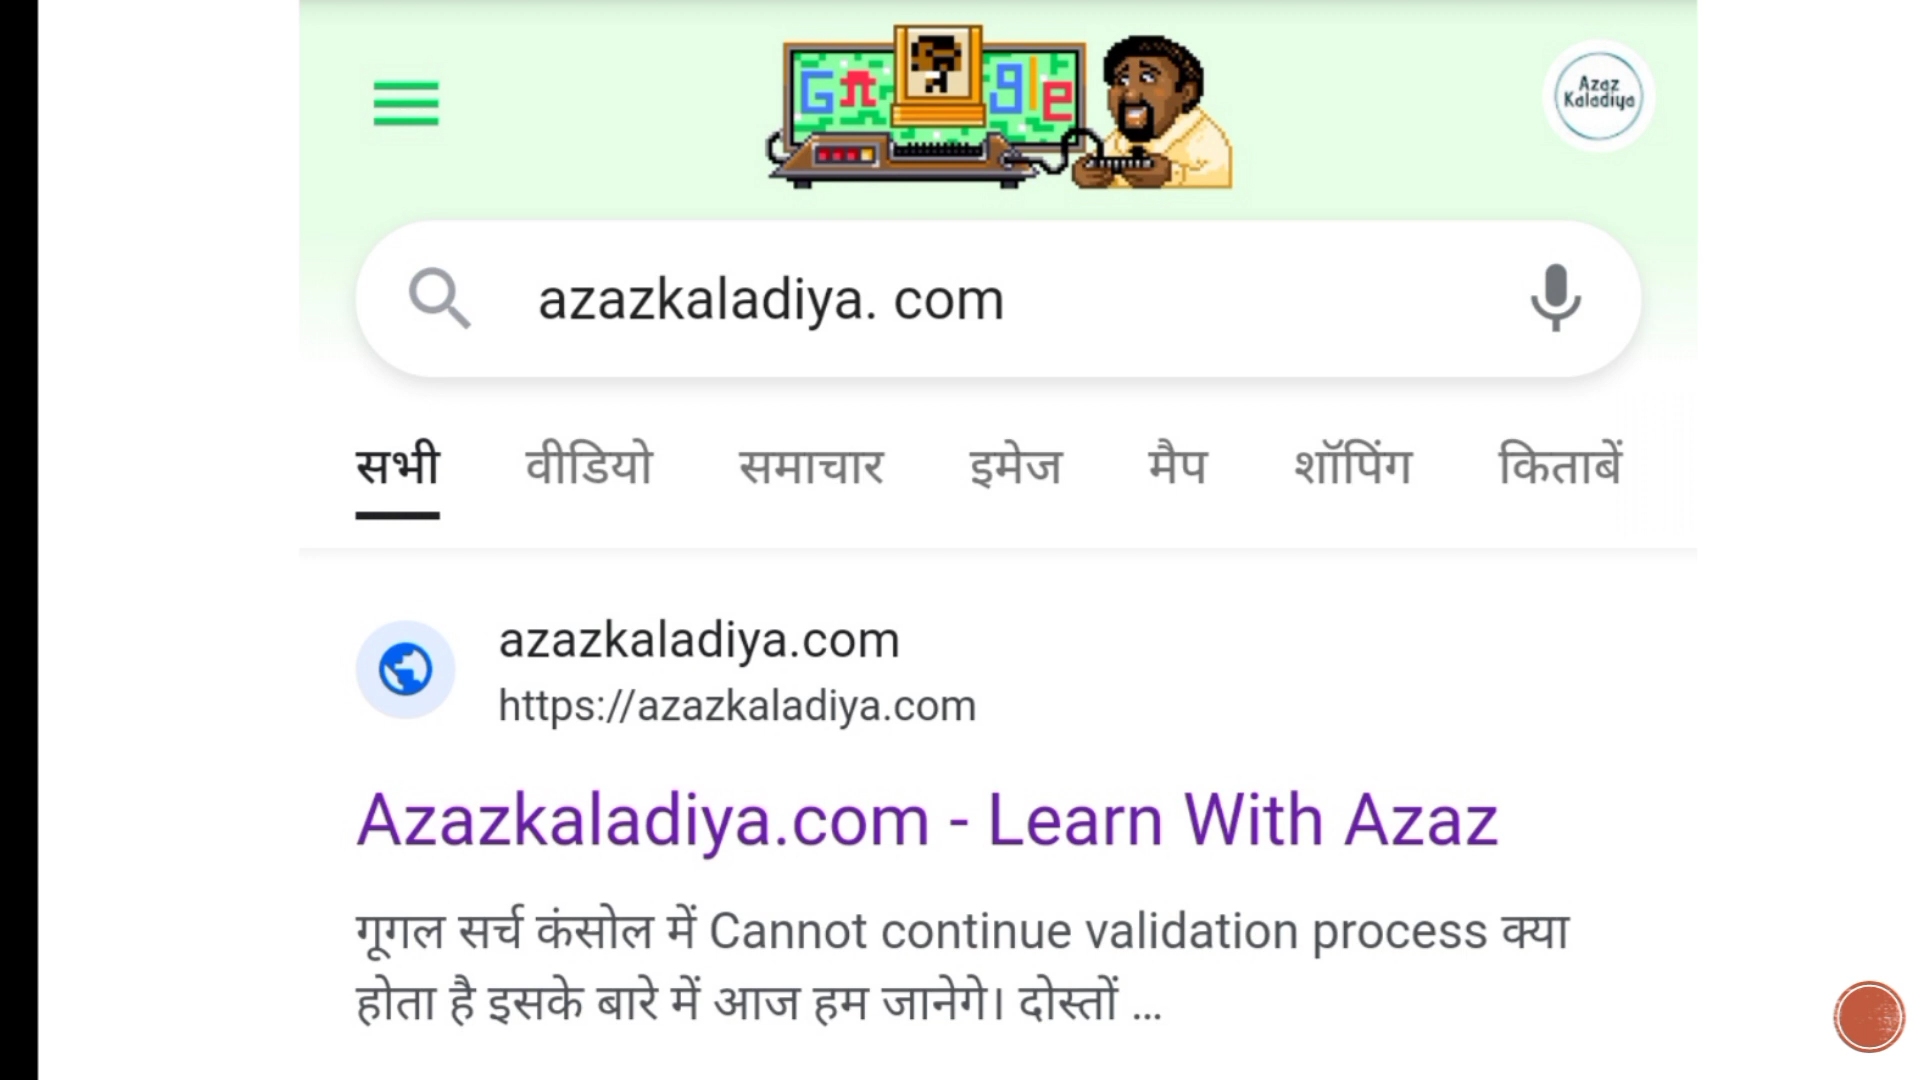 Google
Azaz
Kaladiya
azazkaladiya. com
सभी वीडियो समाचार इमेज मैप शॉपिंग किताबें
azazkaladiya.com
https://azazkaladiya.com
Azazkaladiya.com - Learn With Azaz
गूगल सर्च कंसोल में Cannot continue validation process क्या
होता है इसके बारे में आज हम जानेगे। दोस्तों ...